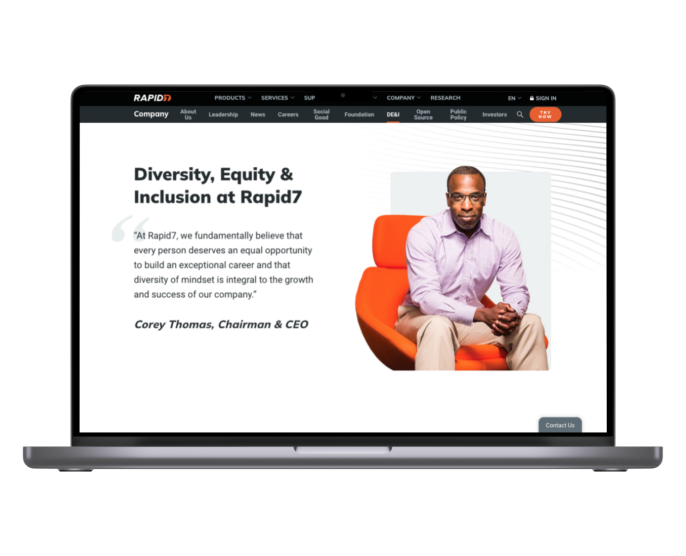 RAPID7 PRODUCTS SERVICES SUP COMPANY RESEARCH EN SIGN IN
Company About Us Leadership News Careers Social Good Foundation DE&I Open Source Public Policy Investors TRY NOW
Diversity, Equity &
Inclusion at Rapid7
“At Rapid7, we fundamentally believe that
every person deserves an equal opportunity
to build an exceptional career and that
diversity of mindset is integral to the growth
and success of our company.”
Corey Thomas, Chairman & CEO
Contact Us